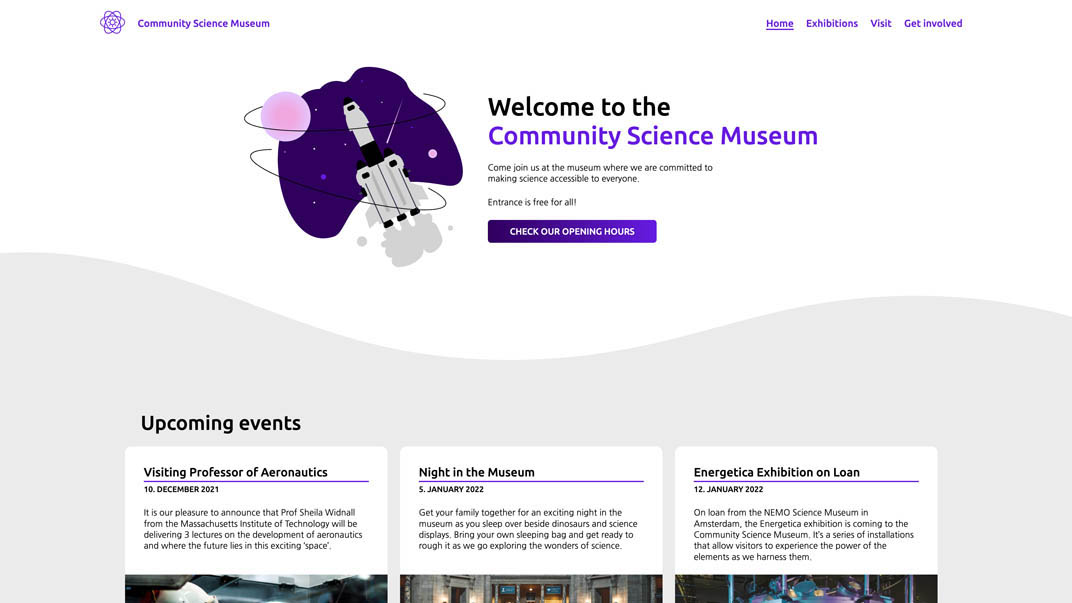 Community Science Museum
Home Exhibitions Visit Get involved
Welcome to the
Community Science Museum
Come join us at the museum where we are committed to
making science accessible to everyone.
Entrance is free for all!
CHECK OUR OPENING HOURS
Upcoming events
Visiting Professor of Aeronautics
10. DECEMBER 2021
It is our pleasure to announce that Prof Sheila Widnall
from the Massachusetts Institute of Technology will be
delivering 3 lectures on the development of aeronautics
and where the future lies in this exciting 'space'.
Night in the Museum
5. JANUARY 2022
Get your family together for an exciting night in the
museum as you sleep over beside dinosaurs and science
displays. Bring your own sleeping bag and get ready to
rough it as we go exploring the wonders of science.
Energetica Exhibition on Loan
12. JANUARY 2022
On loan from the NEMO Science Museum in
Amsterdam, the Energetica exhibition is coming to the
Community Science Museum. It's a series of installations
that allow visitors to experience the power of the
elements as we harness them.